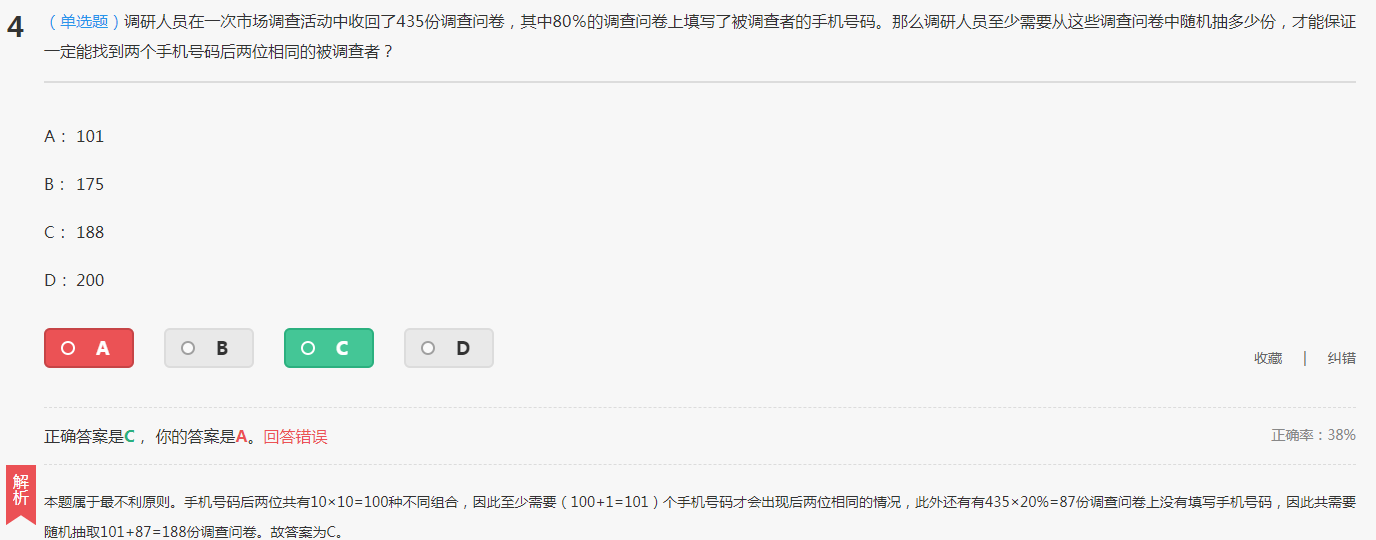 4 （单选题）调研人员在一次市场调查活动中收回了435份调查问卷，其中80%的调查问卷上填写了被调查者的手机号码。那么调研人员至少需要从这些调查问卷中随机抽多少份，才能保证
一定能找到两个手机号码后两位相同的被调查者？
A： 101
B： 175
C： 188
D： 200
A B C D
收藏 | 纠错
正确答案是C， 你的答案是A。回答错误
正确率：38%
解析
本题属于最不利原则。手机号码后两位共有10×10=100种不同组合，因此至少需要（100+1=101）个手机号码才会出现后两位相同的情况，此外还有有435×20%=87份调查问卷上没有填写手机号码，因此共需要
随机抽取101+87=188份调查问卷。故答案为C。